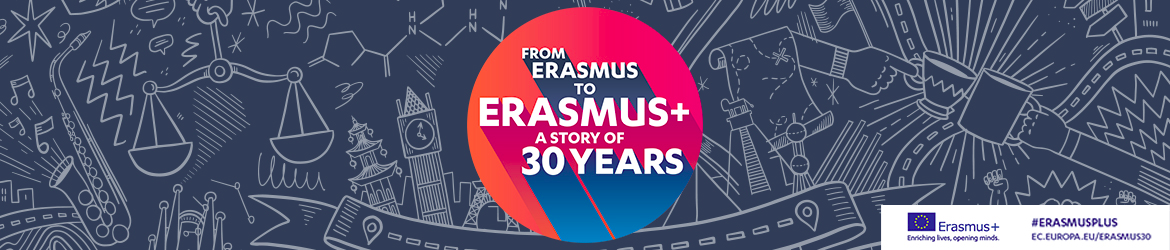 FROM
ERASMUS
TO
ERASMUS+
A STORY OF
30 YEARS
Erasmus+
Enriching lives, opening minds.
#ERASMUSPLUS
EC.EUROPA.EU/ERASMUS30